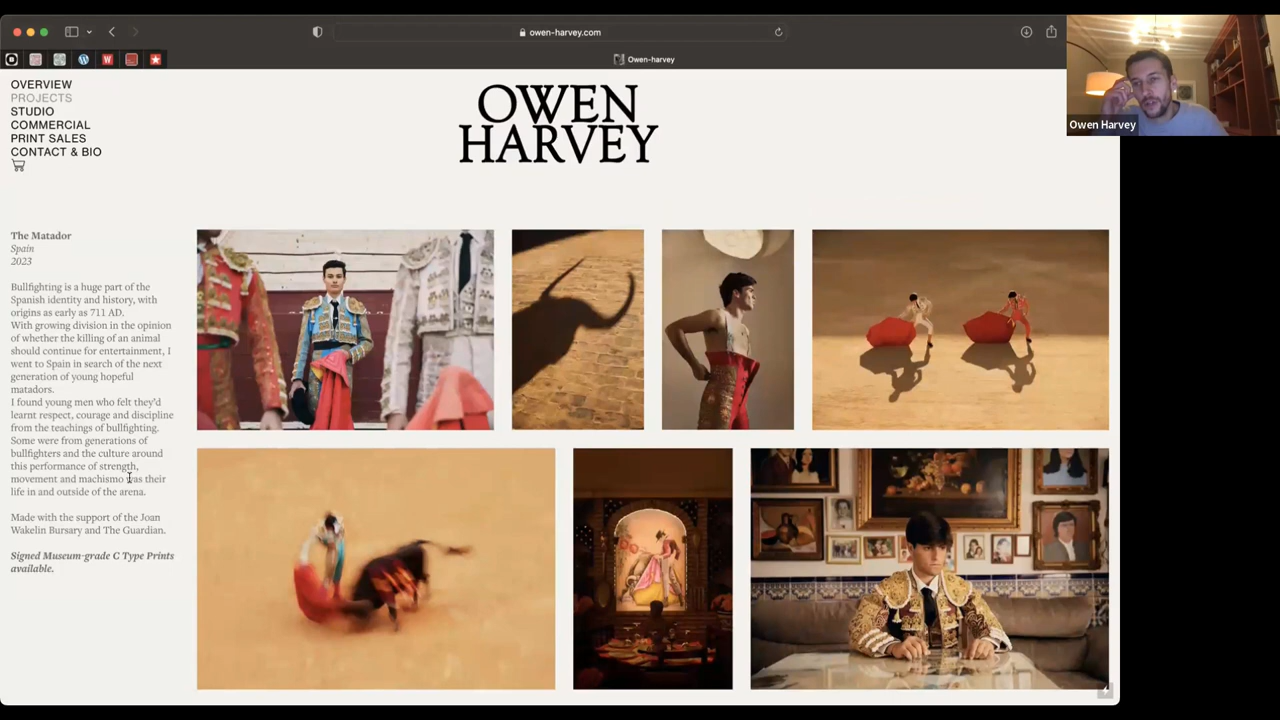 owen-harvey.com
Owen-harvey
OVERVIEW
PROJECTS
STUDIO
COMMERCIAL
PRINT SALES
CONTACT & BIO
OWEN
HARVEY
Owen Harvey
The Matador
Spain
2023
Bullfighting is a huge part of the
Spanish identity and history, with
origins as early as 711 AD.
With growing division in the opinion
of whether the killing of an animal
should continue for entertainment, I
went to Spain in search of the next
generation of young hopeful
matadors.
I found young men who felt they'd
learnt respect, courage and discipline
from the teachings of bullfighting.
Some were from generations of
bullfighters and the culture around
this performance of strength,
movement and machismo was their
life in and outside of the arena.
Made with the support of the Joan
Wakelin Bursary and The Guardian.
Signed Museum-grade C Type Prints
available.